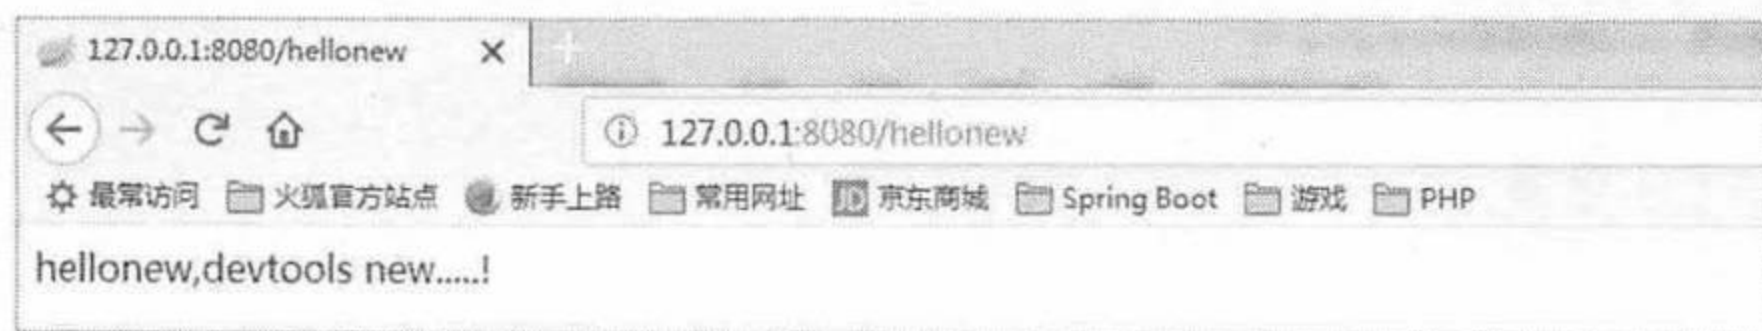 127.0.0.1:8080/hellonew
127.0.0.1:8080/hellonew
最常访问 火狐官方站点 新手上路 常用网址 京东商城 Spring Boot 游戏 PHP
hellonew,devtools new.....!